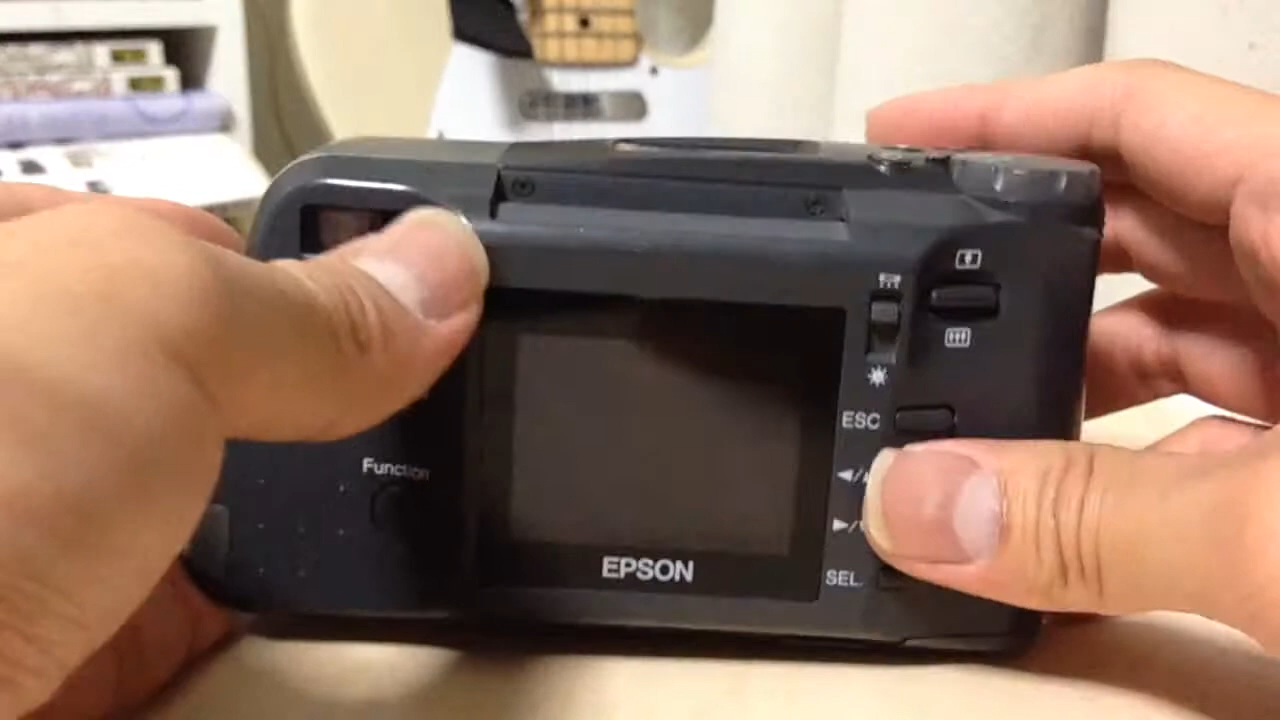 ESC
Function
◀/
▶/
EPSON
SEL.